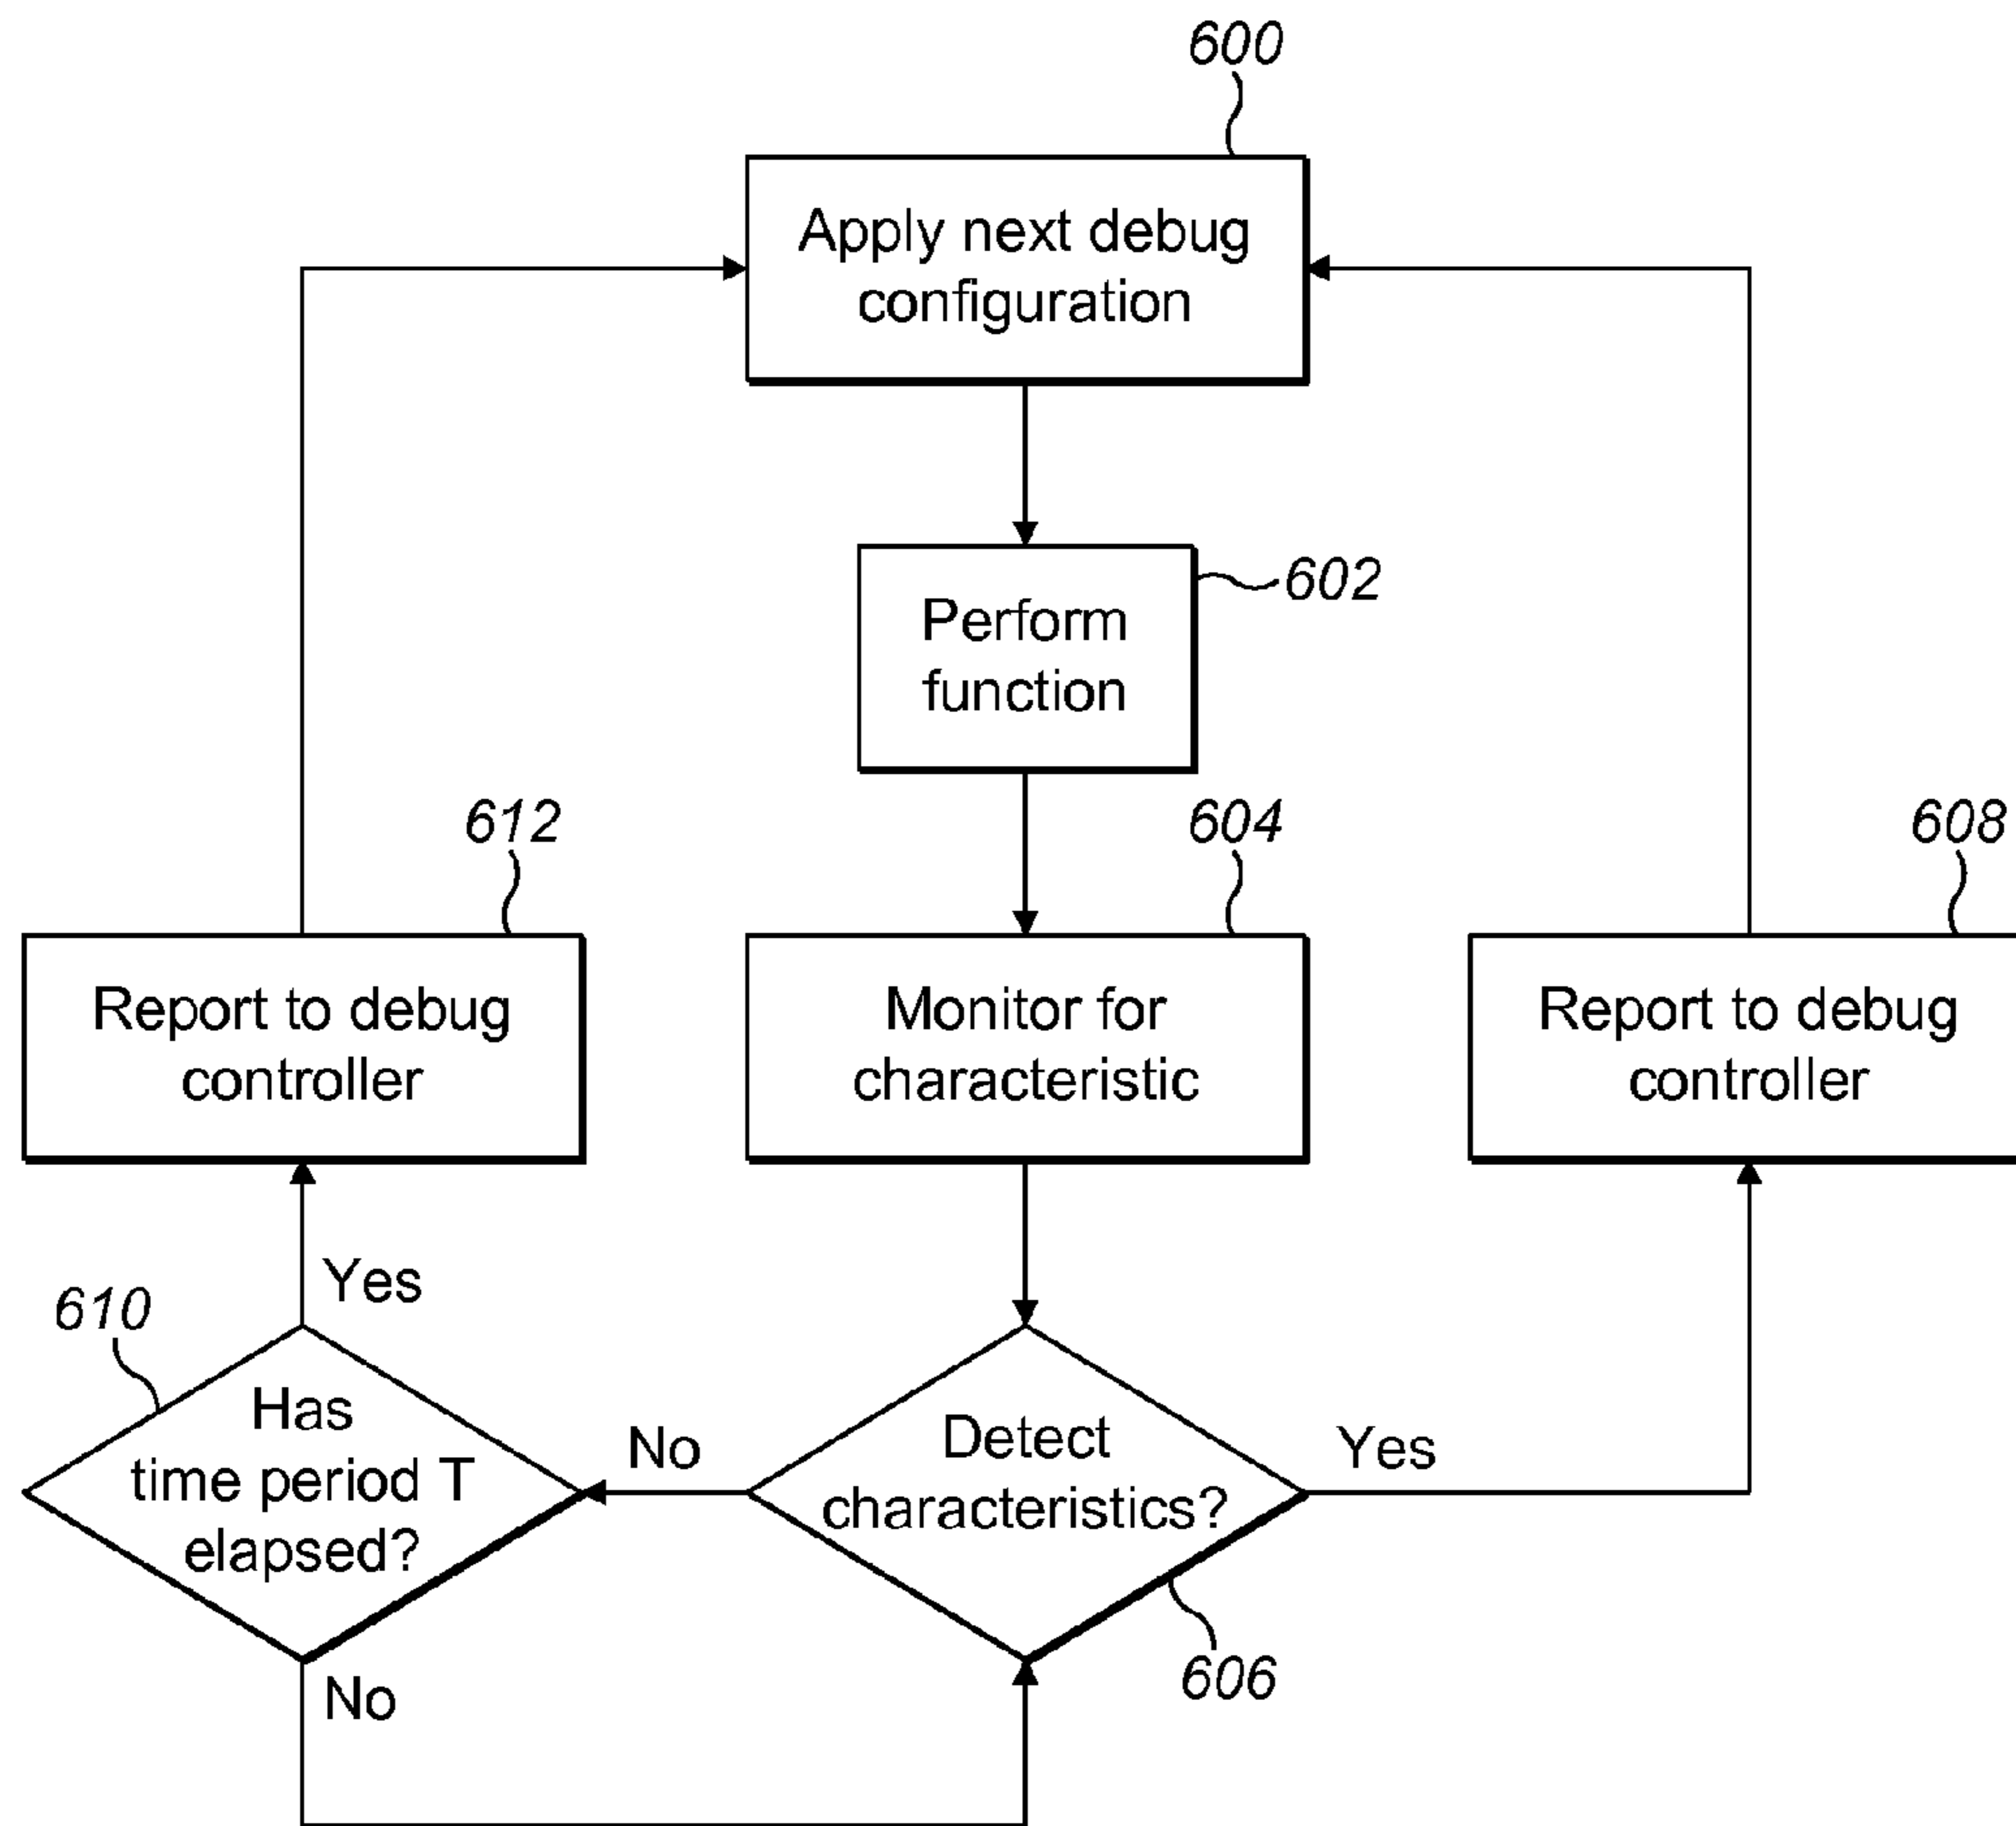 600
Apply next debug
configuration
602
Perform
function
612
604
608
Report to debug
controller
Monitor for
characteristic
Report to debug
controller
Yes
610
Has
time period T
elapsed?
No
Detect
characteristics?
Yes
606
No